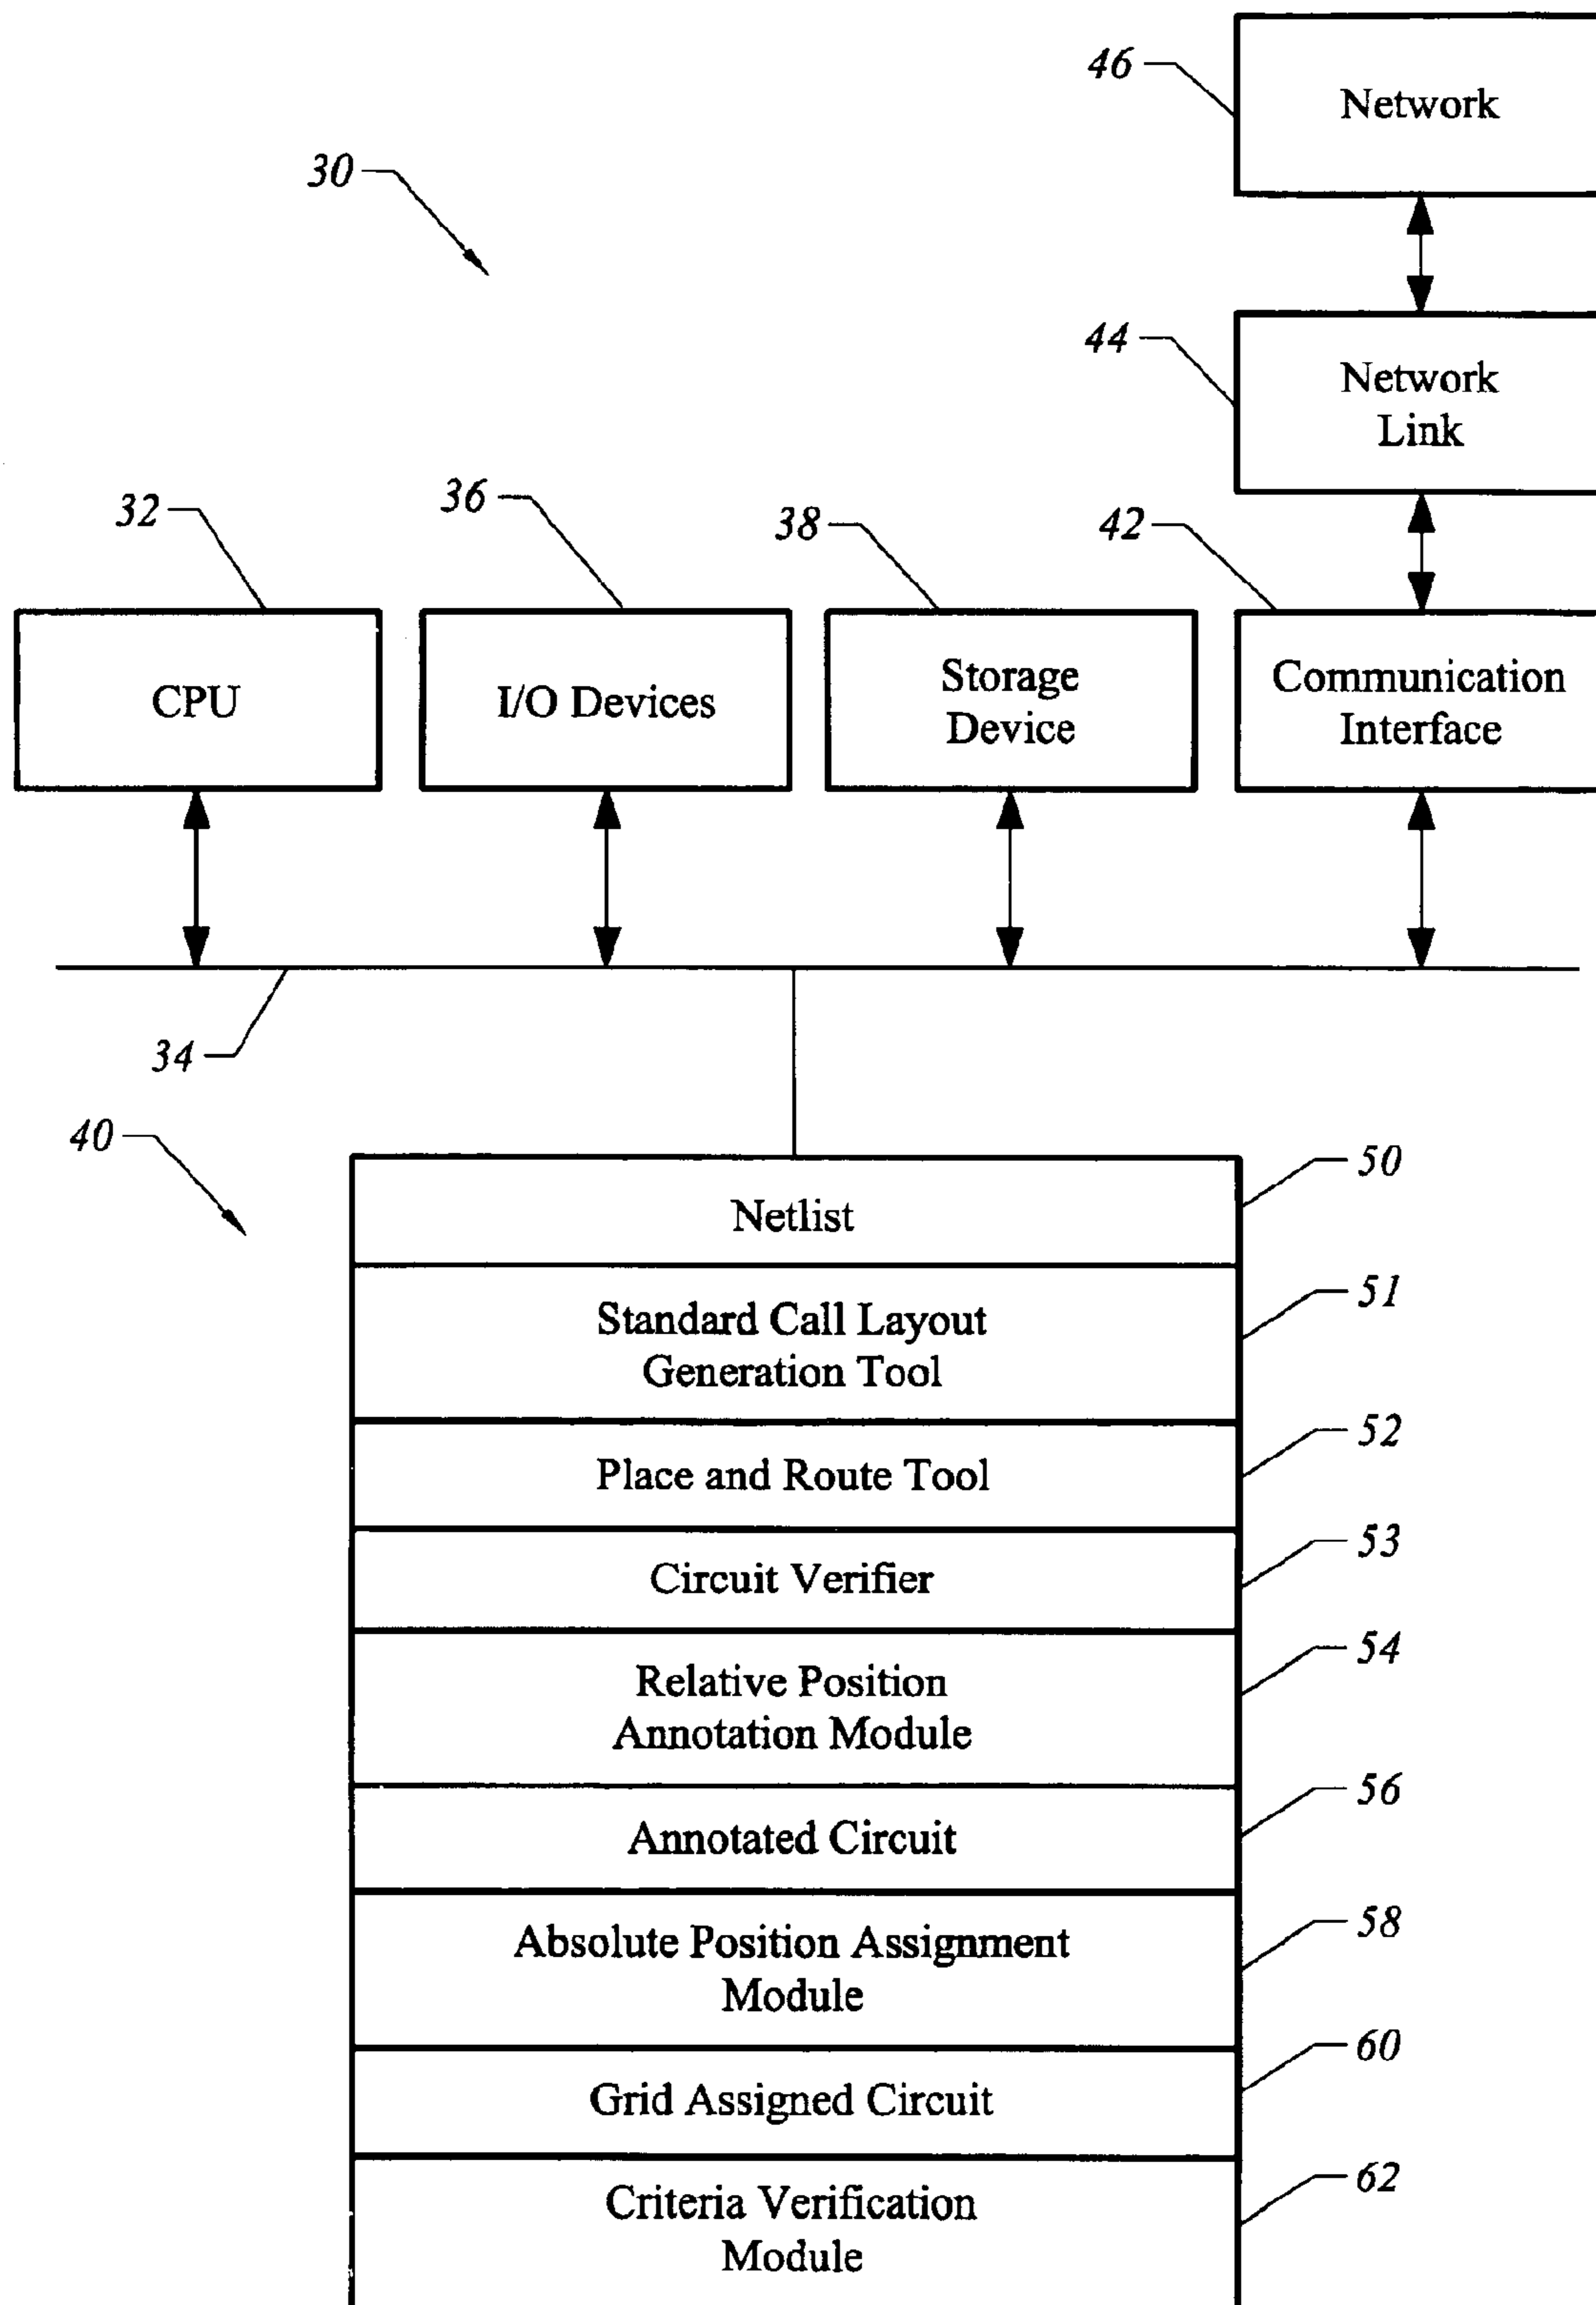 46
Network
30
44
Network
Link
32
36
38
42
CPU
I/O Devices
Storage
Device
Communication
Interface
34
40
50
Netlist
51
Standard Call Layout
Generation Tool
52
Place and Route Tool
53
Circuit Verifier
54
Relative Position
Annotation Module
56
Annotated Circuit
58
Absolute Position Assignment
Module
60
Grid Assigned Circuit
62
Criteria Verification
Module